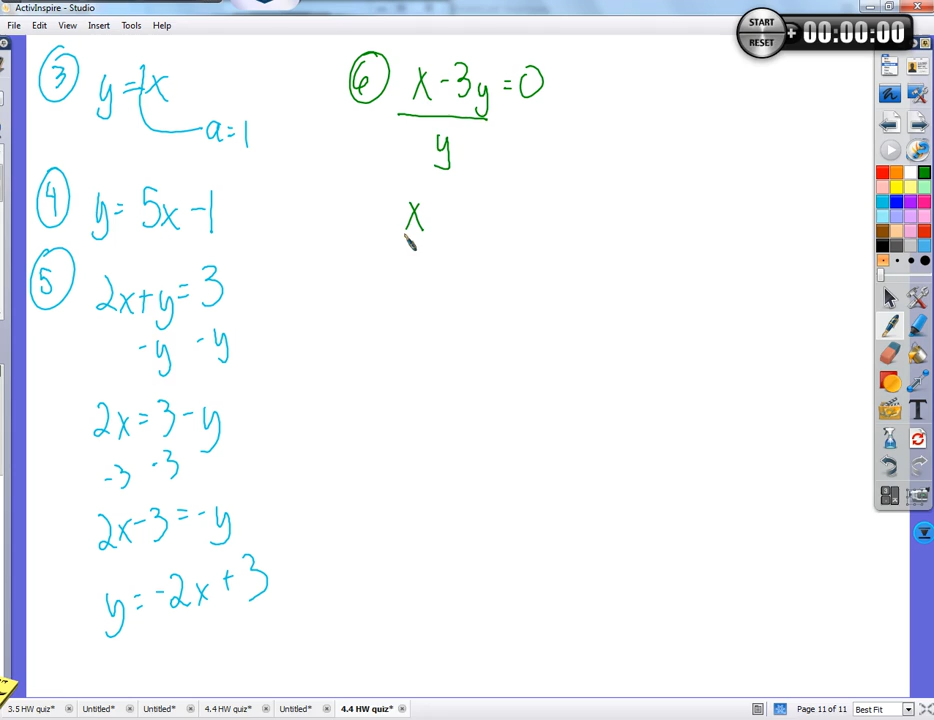 ActivInspire - Studio
File Edit View Insert Tools Help
START
RESET
00:00:00
③ y=1x
a=1
④ y= 5x -1
⑤ 2x+y=3
-y -y
2x=3-y
-3 -3
2x-3=-y
y=-2x+3
⑥ x-3y=0
y
x
3.5 HW quiz* Untitled* Untitled* 4.4 HW quiz* Untitled* 4.4 HW quiz*
Page 11 of 11 Best Fit